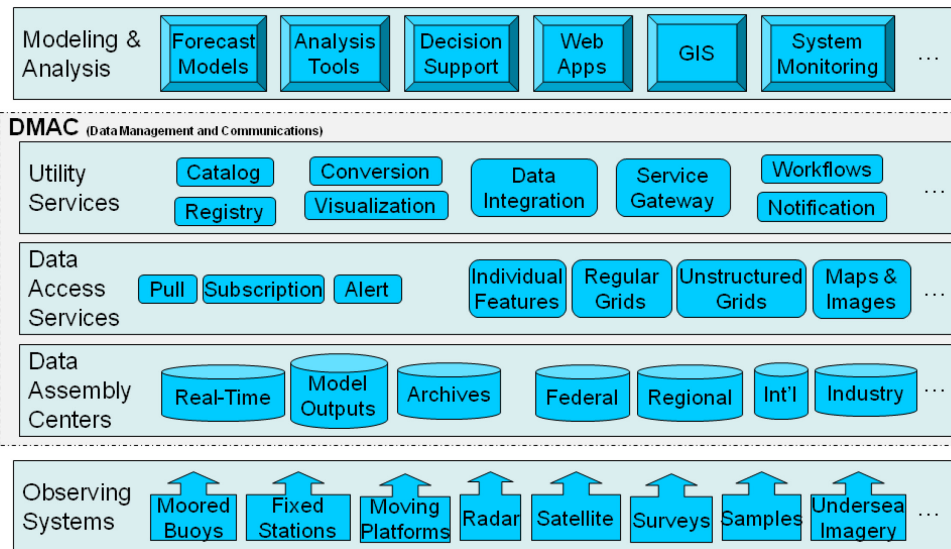 Modeling &
Analysis
Forecast
Models
Analysis
Tools
Decision
Support
Web
Apps
GIS
System
Monitoring
...
DMAC (Data Management and Communications)
Utility
Services
Catalog
Registry
Conversion
Visualization
Data
Integration
Service
Gateway
Workflows
Notification
...
Data
Access
Services
Pull
Subscription
Alert
Individual
Features
Regular
Grids
Unstructured
Grids
Maps &
Images
...
Data
Assembly
Centers
Real-Time
Model
Outputs
Archives
Federal
Regional
Int'l
Industry
...
Observing
Systems
Moored
Buoys
Fixed
Stations
Moving
Platforms
Radar
Satellite
Surveys
Samples
Undersea
Imagery
...